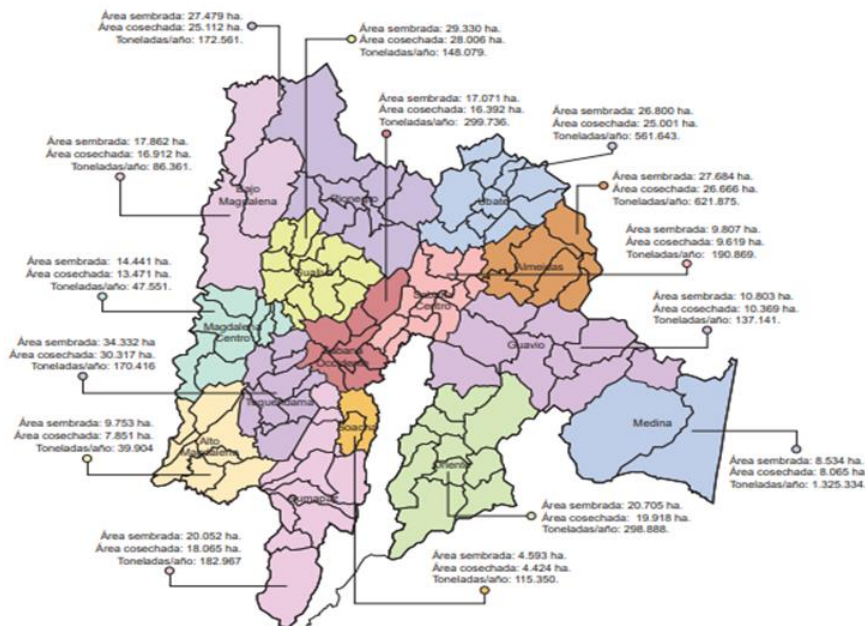 Área sembrada: 27.479 ha.
Área cosechada: 25.112 ha.
Toneladas/año: 172.561.
Área sembrada: 29.330 ha.
Área cosechada: 28.006 ha.
Toneladas/año: 148.079.
Área sembrada: 17.071 ha.
Área cosechada: 16.392 ha.
Toneladas/año: 299.736.
Área sembrada: 26.800 ha.
Área cosechada: 25.001 ha.
Toneladas/año: 561.643.
Área sembrada: 17.862 ha.
Área cosechada: 16.912 ha.
Toneladas/año: 86.361.
Área sembrada: 27.684 ha.
Área cosechada: 26.666 ha.
Toneladas/año: 621.875.
Bajo
Magdalena
Rionegro
Ubaté
Área sembrada: 9.807 ha.
Área cosechada: 9.619 ha.
Toneladas/año: 190.869.
Área sembrada: 14.441 ha.
Área cosechada: 13.471 ha.
Toneladas/año: 47.551.
Gualivá
Almeidas
Sabana
Centro
Área sembrada: 10.803 ha.
Área cosechada: 10.369 ha.
Toneladas/año: 137.141.
Magdalena
Centro
Sabana
Occidente
Guavio
Área sembrada: 34.332 ha.
Área cosechada: 30.317 ha.
Toneladas/año: 170.416
Tequendama
Soacha
Medina
Área sembrada: 9.753 ha.
Área cosechada: 7.851 ha.
Toneladas/año: 39.904
Alto
Magdalena
Oriente
Área sembrada: 8.534 ha.
Área cosechada: 8.065 ha.
Toneladas/año: 1.325.334.
Sumapaz
Área sembrada: 20.705 ha.
Área cosechada: 19.918 ha.
Toneladas/año: 298.888.
Área sembrada: 20.052 ha.
Área cosechada: 18.065 ha.
Toneladas/año: 182.967
Área sembrada: 4.593 ha.
Área cosechada: 4.424 ha.
Toneladas/año: 115.350.